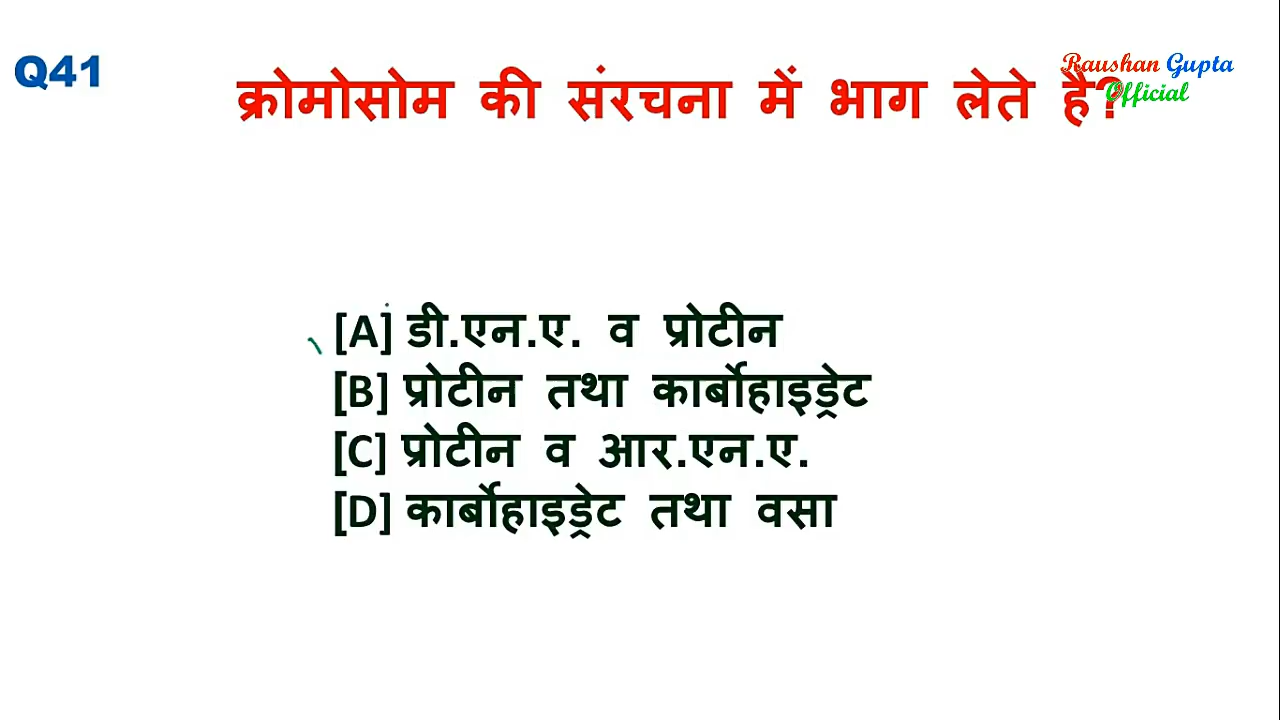 Q41
क्रोमोसोम की संरचना में भाग लेते है?
Raushan Gupta
Official
[A] डी.एन.ए. व प्रोटीन
[B] प्रोटीन तथा कार्बोहाइड्रेट
[C] प्रोटीन व आर.एन.ए.
[D] कार्बोहाइड्रेट तथा वसा